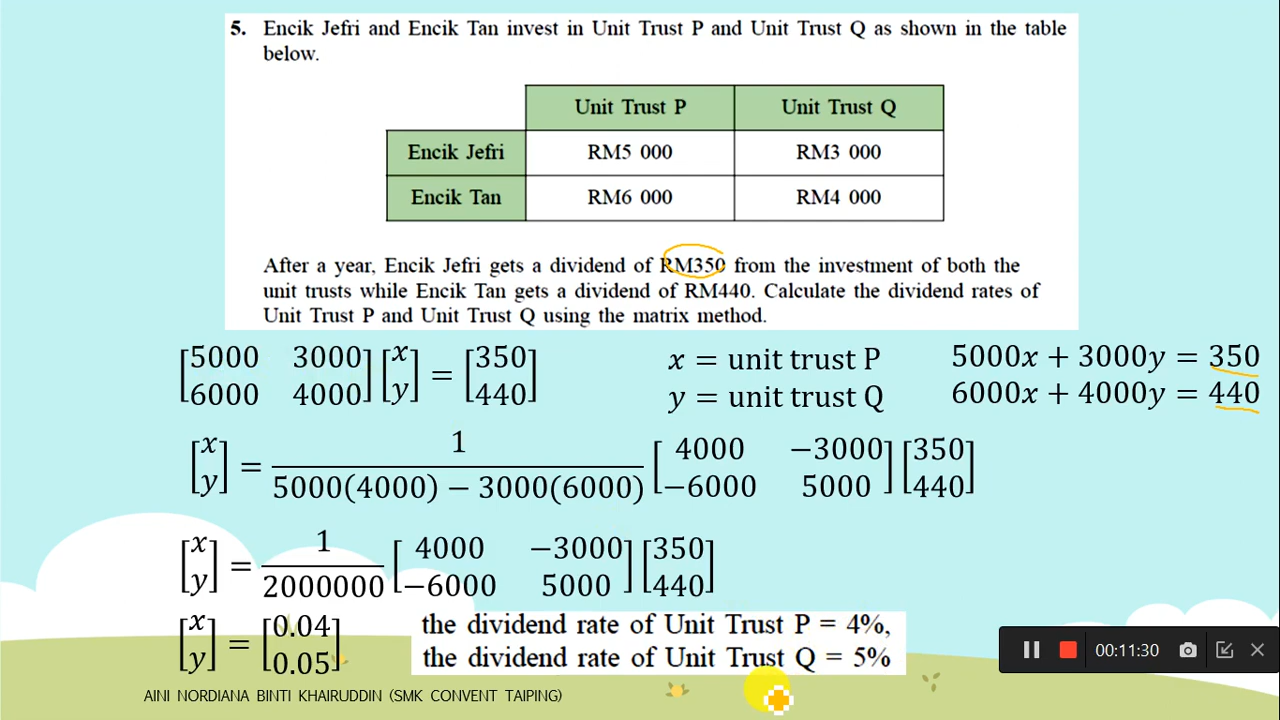 5. Encik Jefri and Encik Tan invest in Unit Trust P and Unit Trust Q as shown in the table
below.
Unit Trust P Unit Trust Q
Encik Jefri RM5 000 RM3 000
Encik Tan RM6 000 RM4 000
After a year, Encik Jefri gets a dividend of RM350 from the investment of both the
unit trusts while Encik Tan gets a dividend of RM440. Calculate the dividend rates of
Unit Trust P and Unit Trust Q using the matrix method.
[5000 3000] [x] = [350]
[6000 4000] [y] [440]
x = unit trust P
y = unit trust Q
5000x + 3000y = 350
6000x + 4000y = 440
[x] = 1 [4000 −3000] [350]
[y] 5000(4000) − 3000(6000) [−6000 5000] [440]
[x] = 1 [4000 −3000] [350]
[y] 2000000 [−6000 5000] [440]
[x] = [0.04]
[y] [0.05]
the dividend rate of Unit Trust P = 4%,
the dividend rate of Unit Trust Q = 5%
00:11:30
AINI NORDIANA BINTI KHAIRUDDIN (SMK CONVENT TAIPING)